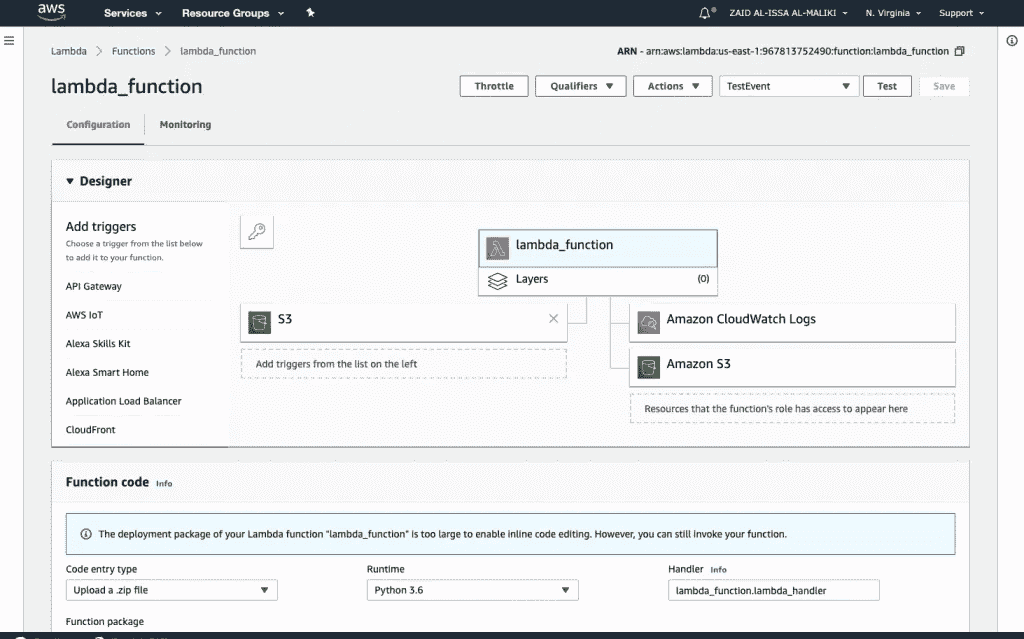 aws
Services
Resource Groups
ZAID AL-ISSA AL-MALIKI
N. Virginia
Support
Lambda
Functions
lambda_function
ARN - arn:aws:lambda:us-east-1:967813752490:function:lambda_function
lambda_function
Throttle
Qualifiers
Actions
TestEvent
Test
Save
Configuration
Monitoring
Designer
Add triggers
Choose a trigger from the list below
to add it to your function.
API Gateway
AWS IoT
Alexa Skills Kit
Alexa Smart Home
Application Load Balancer
CloudFront
lambda_function
Layers
(0)
S3
Add triggers from the list on the left
Amazon CloudWatch Logs
Amazon S3
Resources that the function's role has access to appear here
Function code
Info
The deployment package of your Lambda function "lambda_function" is too large to enable inline code editing. However, you can still invoke your function.
Code entry type
Upload a .zip file
Runtime
Python 3.6
Handler
Info
lambda_function.lambda_handler
Function package